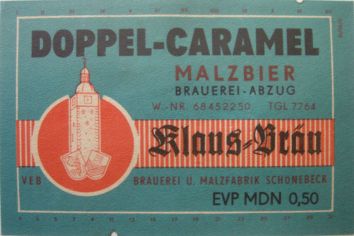 DOPPEL-CARAMEL
MALZBIER
BRAUEREI-ABZUG
W.-NR. 68452250 TGL 7764
Klaus-Bräu
VEB BRAUEREI U. MALZFABRIK SCHÖNEBECK
EVP MDN 0,50